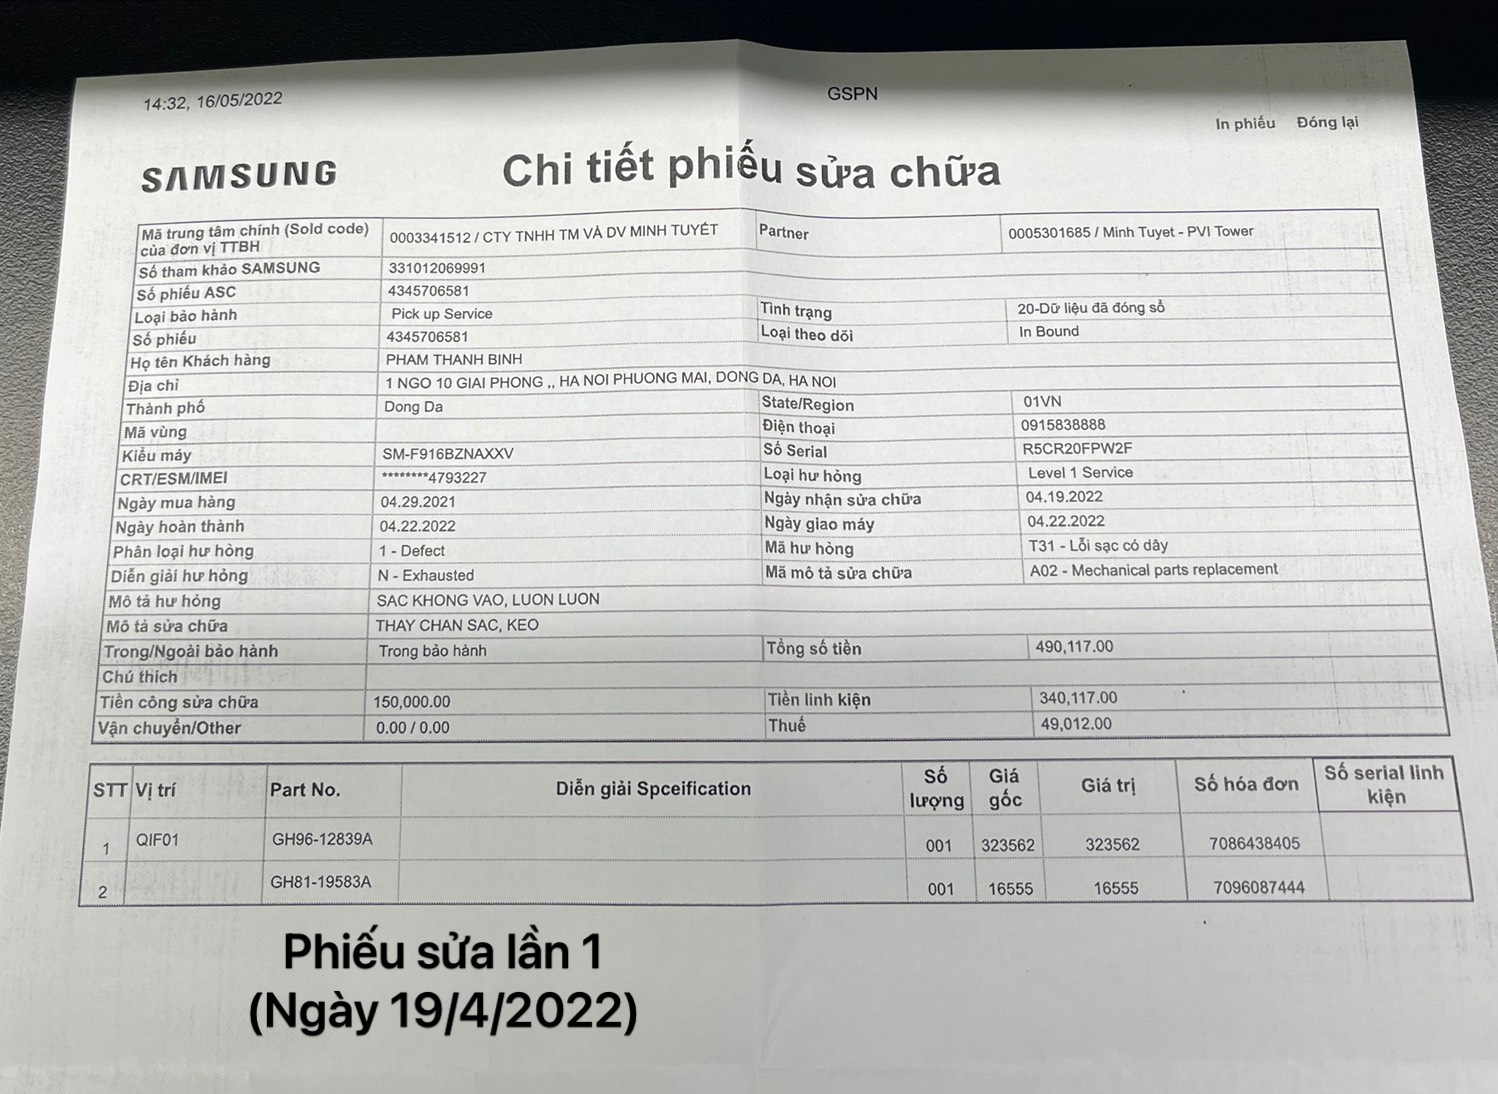 14:32, 16/05/2022
GSPN
In phiếu Đóng lại
SAMSUNG
Chi tiết phiếu sửa chữa
Mã trung tâm chính (Sold code) của đơn vị TTBH 0003341512 / CTY TNHH TM VÀ DV MINH TUYẾT Partner 0005301685 / Minh Tuyet - PVI Tower
Số tham khảo SAMSUNG 331012069991
Số phiếu ASC 4345706581
Loại bảo hành Pick up Service Tình trạng 20-Dữ liệu đã đóng sổ
Số phiếu 4345706581 Loại theo dõi In Bound
Họ tên Khách hàng PHAM THANH BINH
Địa chỉ 1 NGO 10 GIAI PHONG ,, HA NOI PHUONG MAI, DONG DA, HA NOI
Thành phố Dong Da State/Region 01VN
Mã vùng Điện thoại 0915838888
Kiểu máy SM-F916BZNAXXV Số Serial R5CR20FPW2F
CRT/ESM/IMEI ********4793227 Loại hư hỏng Level 1 Service
Ngày mua hàng 04.29.2021 Ngày nhận sửa chữa 04.19.2022
Ngày hoàn thành 04.22.2022 Ngày giao máy 04.22.2022
Phân loại hư hỏng 1 - Defect Mã hư hỏng T31 - Lỗi sạc có dây
Diễn giải hư hỏng N - Exhausted Mã mô tả sửa chữa A02 - Mechanical parts replacement
Mô tả hư hỏng SAC KHONG VAO, LUON LUON
Mô tả sửa chữa THAY CHAN SAC, KEO
Trong/Ngoài bảo hành Trong bảo hành Tổng số tiền 490,117.00
Chú thích
Tiền công sửa chữa 150,000.00 Tiền linh kiện 340,117.00
Vận chuyển/Other 0.00 / 0.00 Thuế 49,012.00
STT Vị trí Part No. Diễn giải Spceification Số lượng Giá gốc Giá trị Số hóa đơn Số serial linh kiện
1 QIF01 GH96-12839A 001 323562 323562 7086438405
2 GH81-19583A 001 16555 16555 7096087444
Phiếu sửa lần 1
(Ngày 19/4/2022)